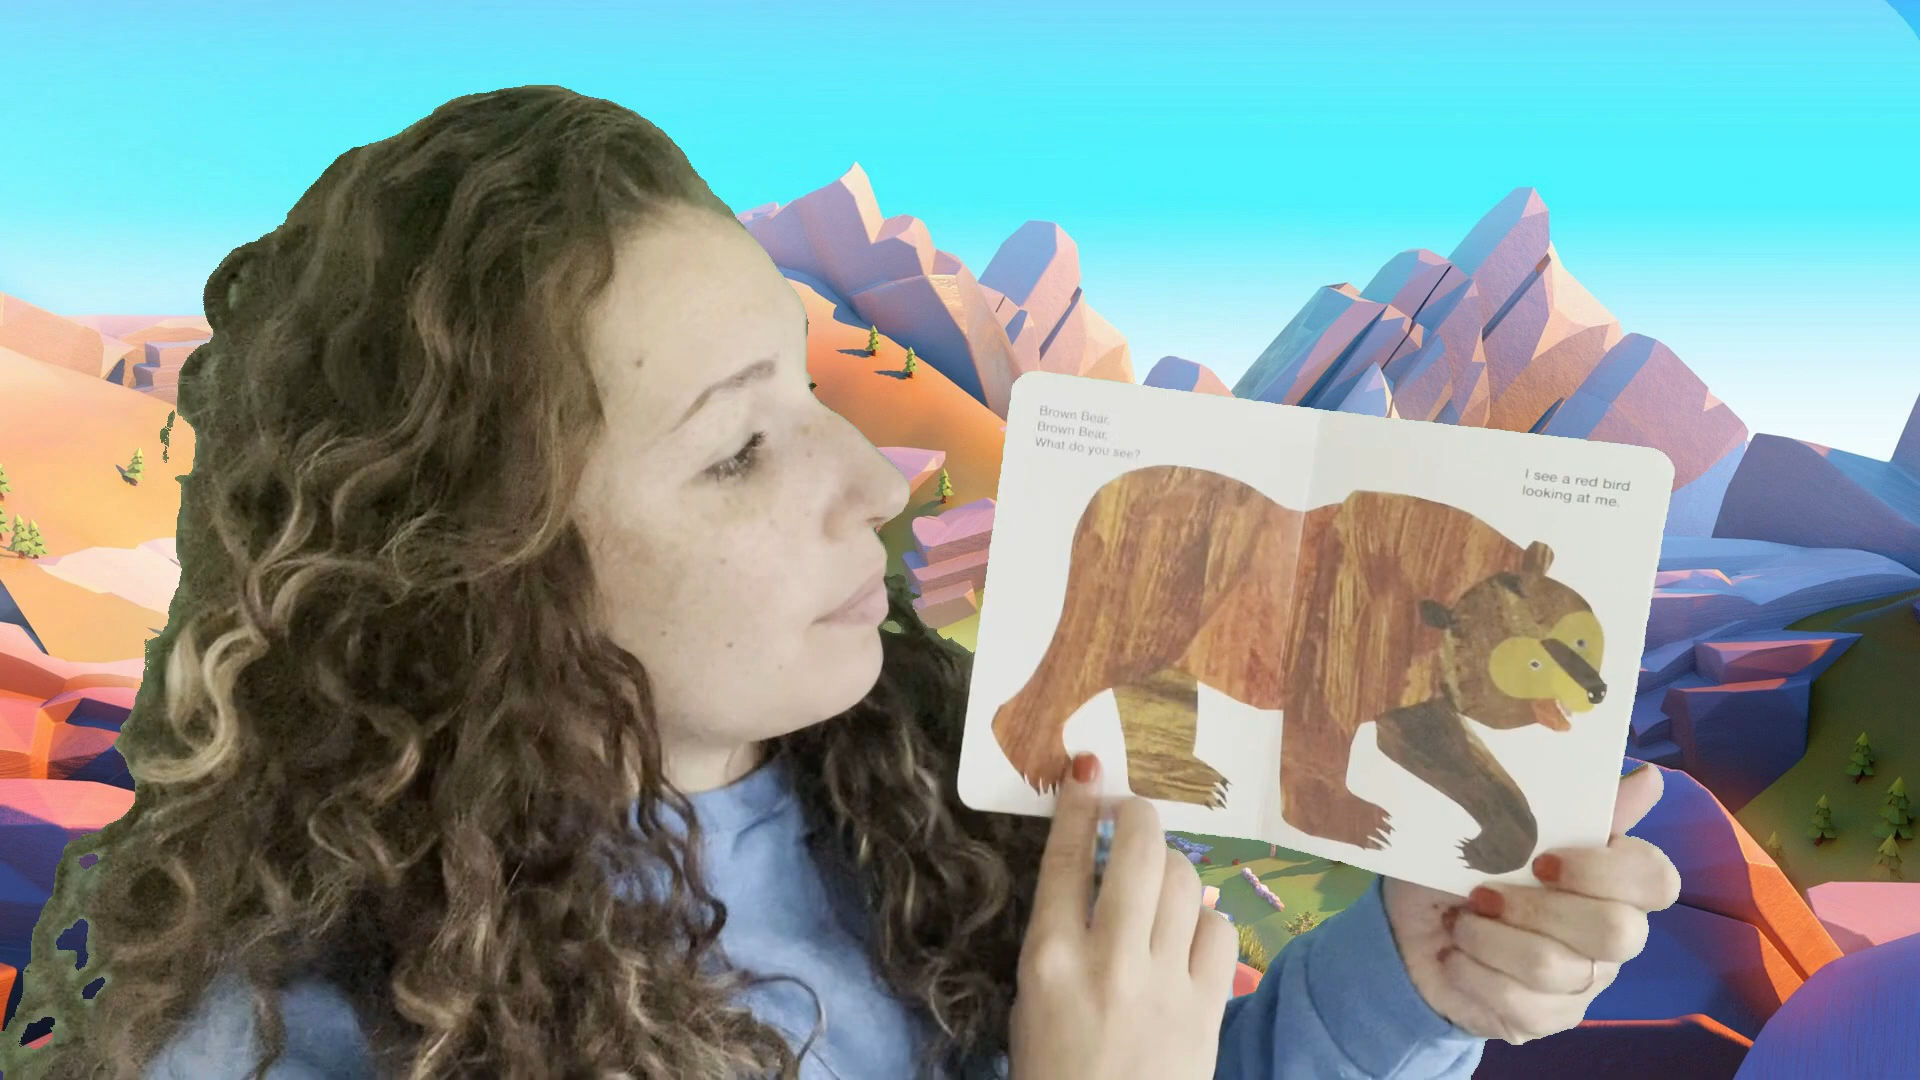 Brown Bear,
Brown Bear,
What do you see?
I see a red bird
looking at me.